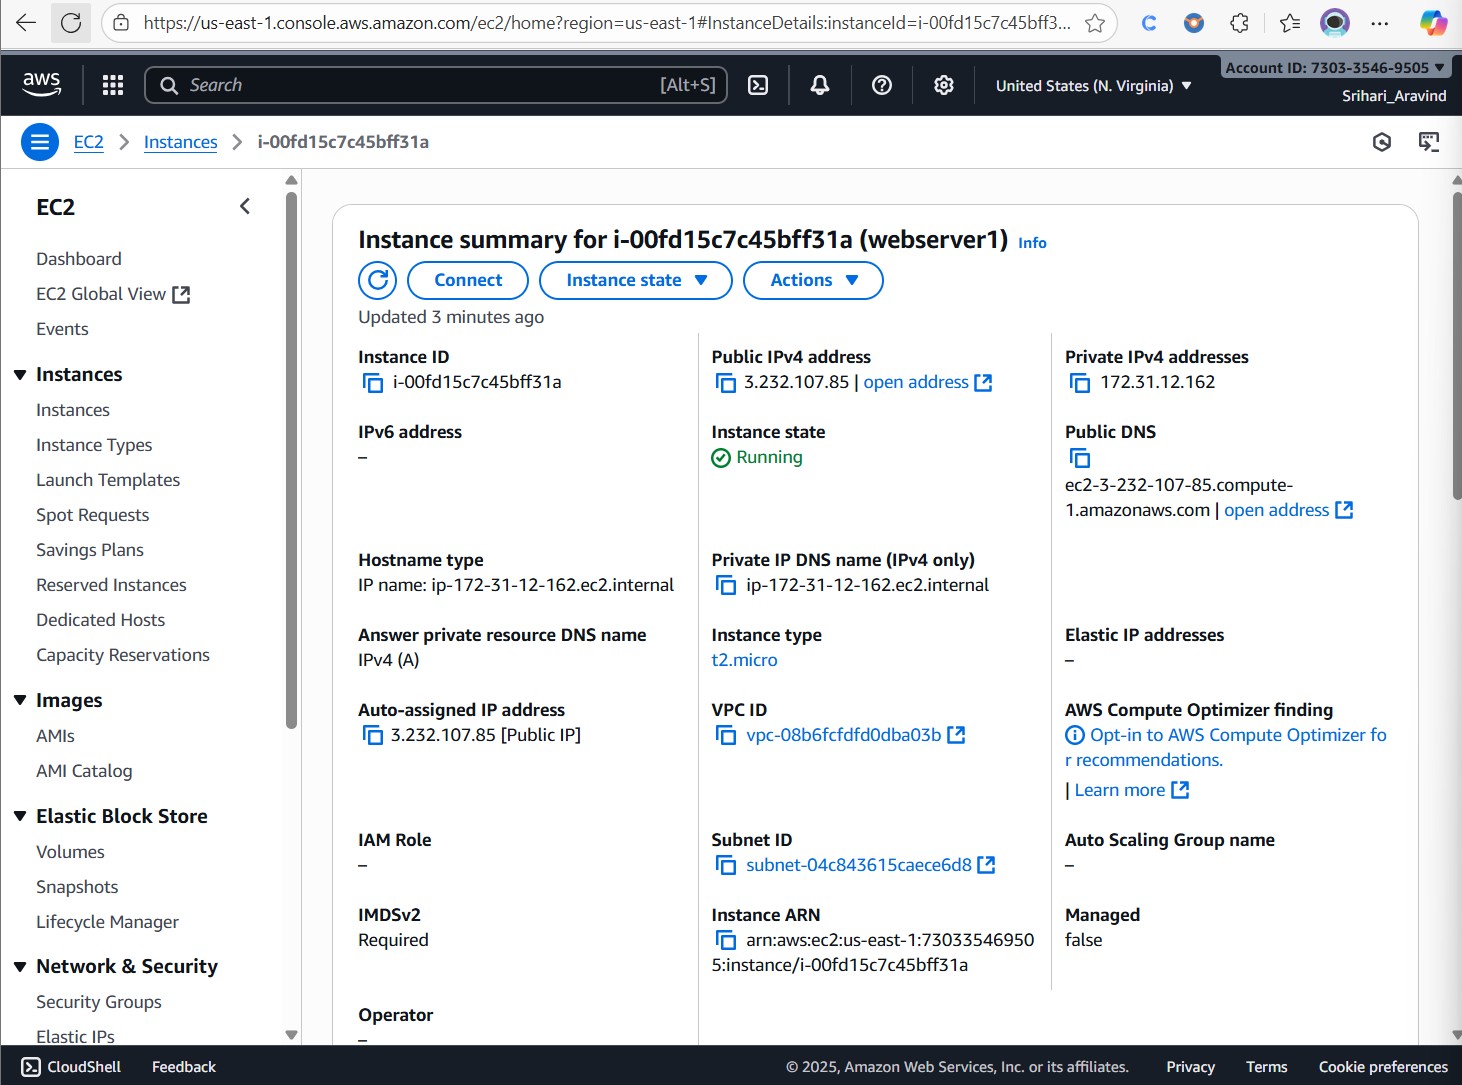 https://us-east-1.console.aws.amazon.com/ec2/home?region=us-east-1#InstanceDetails:instanceId=i-00fd15c7c45bff3...
aws
Search [Alt+S]
United States (N. Virginia)
Account ID: 7303-3546-9505
Srihari_Aravind
EC2 > Instances > i-00fd15c7c45bff31a
EC2
Dashboard
EC2 Global View
Events
Instances
Instances
Instance Types
Launch Templates
Spot Requests
Savings Plans
Reserved Instances
Dedicated Hosts
Capacity Reservations
Images
AMIs
AMI Catalog
Elastic Block Store
Volumes
Snapshots
Lifecycle Manager
Network & Security
Security Groups
Elastic IPs
Instance summary for i-00fd15c7c45bff31a (webserver1) Info
Connect
Instance state
Actions
Updated 3 minutes ago
Instance ID
i-00fd15c7c45bff31a
Public IPv4 address
3.232.107.85 | open address
Private IPv4 addresses
172.31.12.162
IPv6 address
–
Instance state
Running
Public DNS
ec2-3-232-107-85.compute-
1.amazonaws.com | open address
Hostname type
IP name: ip-172-31-12-162.ec2.internal
Private IP DNS name (IPv4 only)
ip-172-31-12-162.ec2.internal
Answer private resource DNS name
IPv4 (A)
Instance type
t2.micro
Elastic IP addresses
–
Auto-assigned IP address
3.232.107.85 [Public IP]
VPC ID
vpc-08b6fcfdfd0dba03b
AWS Compute Optimizer finding
Opt-in to AWS Compute Optimizer fo
r recommendations.
| Learn more
IAM Role
–
Subnet ID
subnet-04c843615caece6d8
Auto Scaling Group name
–
IMDSv2
Required
Instance ARN
arn:aws:ec2:us-east-1:73033546950
5:instance/i-00fd15c7c45bff31a
Managed
false
Operator
–
CloudShell
Feedback
© 2025, Amazon Web Services, Inc. or its affiliates.
Privacy
Terms
Cookie preferences